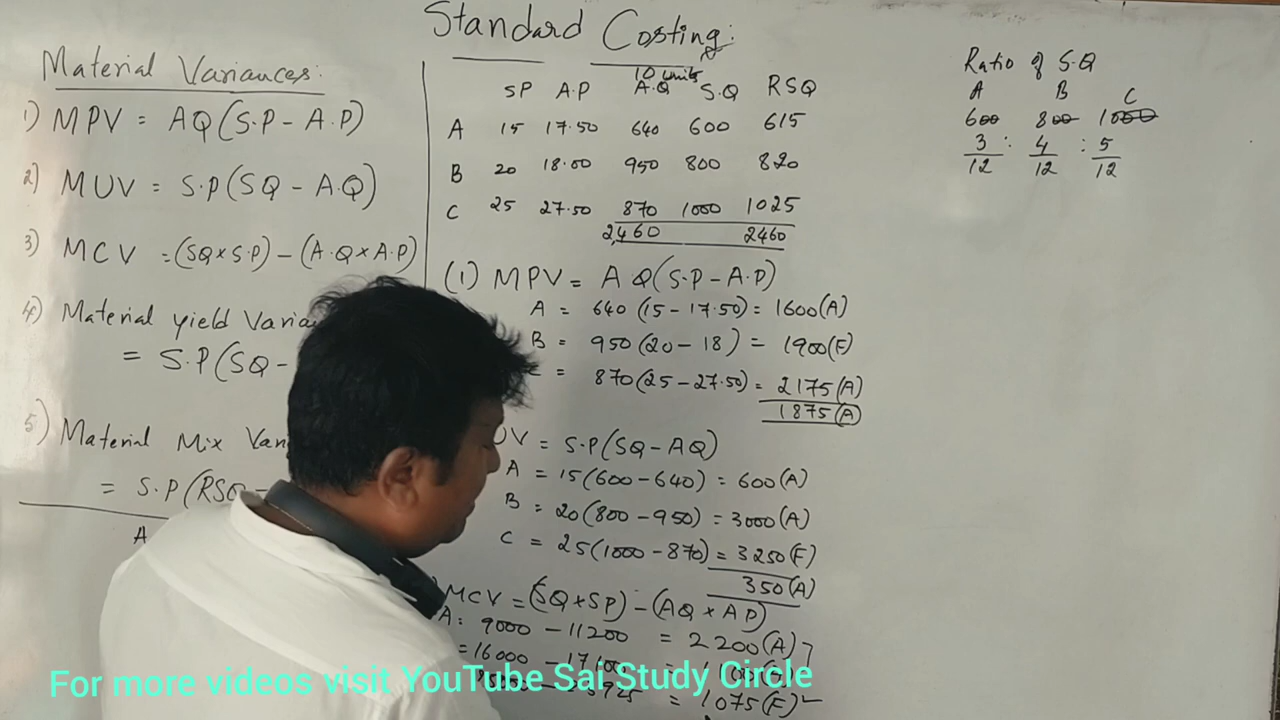 Standard Costing:
Material Variances:
1) MPV = AQ(S.P - A.P)
2) MUV = S.P(SQ - A.Q)
3) MCV = (SQ×S.P) - (A.Q×A.P)
4) Material yield
= S.P(SQ -
5) Material Mix
= S.P(RSQ -
A
10 units
SP A.P A.Q S.Q RSQ
A 15 17.50 640 600 615
B 20 18.00 950 800 820
C 25 27.50 870 1000 1025
2460 2460
(1) MPV = AQ(S.P - A.P)
A = 640 (15 - 17.50) = 1600(A)
B = 950(20 - 18) = 1900(F)
= 870(25 - 27.50) = 2175(A)
1875(A)
UV = S.P(SQ - AQ)
A = 15(600 - 640) = 600(A)
B = 20(800 - 950) = 3000(A)
C = 25(1000 - 870) = 3250(F)
350(A)
MCV = (SQ×SP) - (AQ×AP)
A: 9000 - 11200 = 2200(A)
= 16000 - 17100
= 1075(F)
Ratio of S.Q
A B C
600 800 1000
3 : 4 : 5
12 12 12
For more videos visit YouTube Sai Study Circle